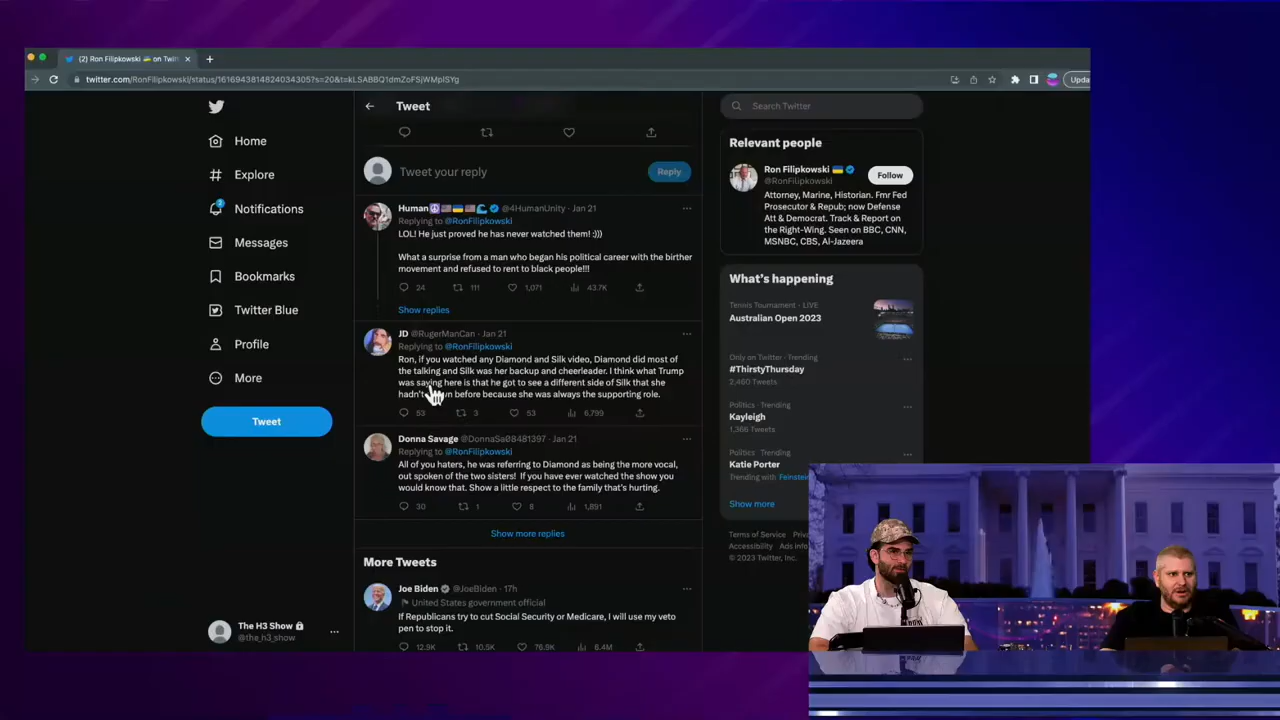 (2) Ron Filipkowski 🇺🇦 on Twit
twitter.com/RonFilipkowski/status/1616943814824034305?s=20&t=kLSABBQ1dmZoFSjWMplSYg
Upda
Home
Explore
2
Notifications
Messages
Bookmarks
Twitter Blue
Profile
More
Tweet
The H3 Show
@the_h3_show
Tweet
Tweet your reply
Reply
Human @4HumanUnity · Jan 21
Replying to @RonFilipkowski
LOL! He just proved he has never watched them! :)))
What a surprise from a man who began his political career with the birther
movement and refused to rent to black people!!!
24 111 1,071 43.7K
Show replies
JD @RugerManCan · Jan 21
Replying to @RonFilipkowski
Ron, if you watched any Diamond and Silk video, Diamond did most of
the talking and Silk was her backup and cheerleader. I think what Trump
was saying here is that he got to see a different side of Silk that she
before because she was always the supporting role.
53 3 53 6,799
Donna Savage @DonnaSa08481397 · Jan 21
Replying to @RonFilipkowski
All of you haters, he was referring to Diamond as being the more vocal,
out spoken of the two sisters! If you have ever watched the show you
would know that. Show a little respect to the family that's hurting.
30 1 8 1,891
Show more replies
More Tweets
Joe Biden @JoeBiden · 17h
United States government official
If Republicans try to cut Social Security or Medicare, I will use my veto
pen to stop it.
12.9K 10.5K 76.9K 6.4M
Search Twitter
Relevant people
Ron Filipkowski 🇺🇦
@RonFilipkowski
Follow
Attorney, Marine, Historian. Fmr Fed
Prosecutor & Repub; now Defense
Att & Democrat. Track & Report on
the Right-Wing. Seen on BBC, CNN,
MSNBC, CBS, Al-Jazeera
What's happening
Tennis Tournament · LIVE
Australian Open 2023
Only on Twitter · Trending
#ThirstyThursday
2,460 Tweets
Politics · Trending
Kayleigh
1,366 Tweets
Politics · Trending
Katie Porter
Trending with Feinstei
Show more
Terms of Service Priva
Accessibility Ads info
© 2023 Twitter, Inc.